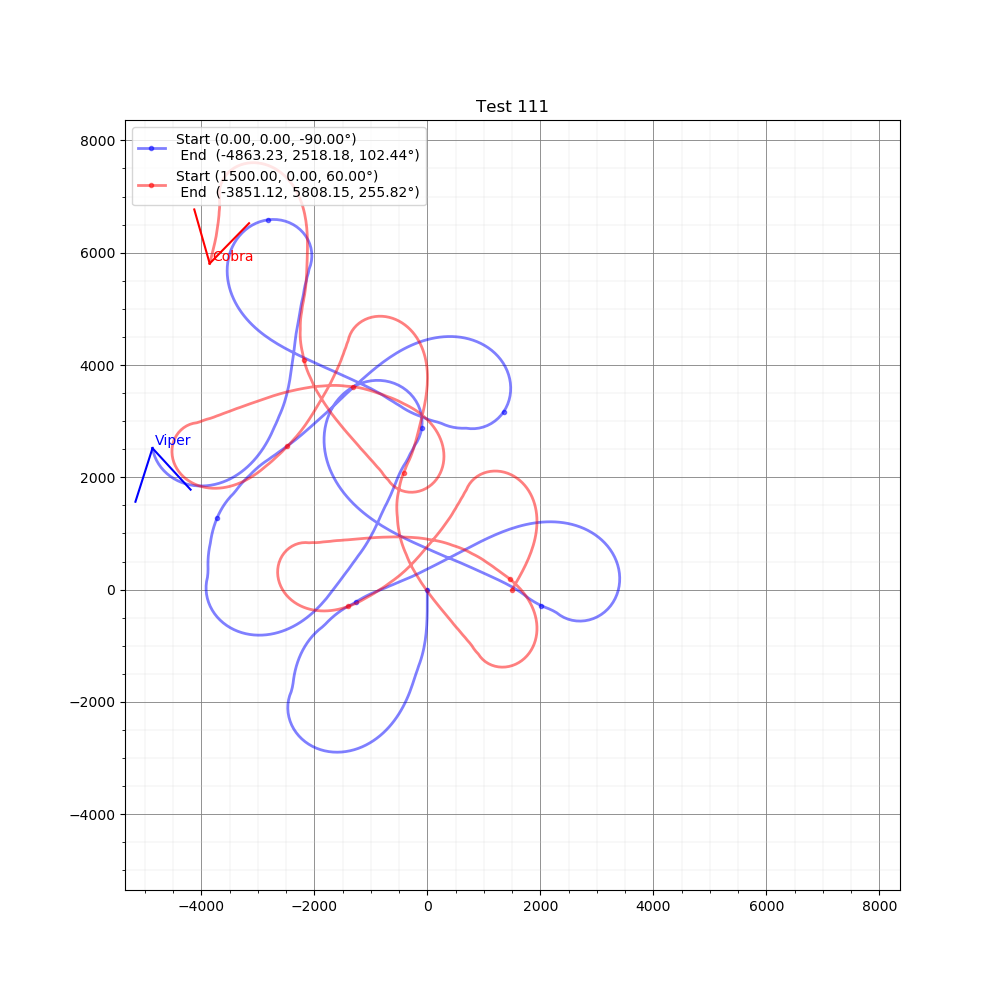 Test 111
Start (0.00, 0.00, -90.00°)
End (-4863.23, 2518.18, 102.44°)
Start (1500.00, 0.00, 60.00°)
End (-3851.12, 5808.15, 255.82°)
8000
6000
4000
2000
0
−2000
−4000
Cobra
Viper
−4000 −2000 0 2000 4000 6000 8000